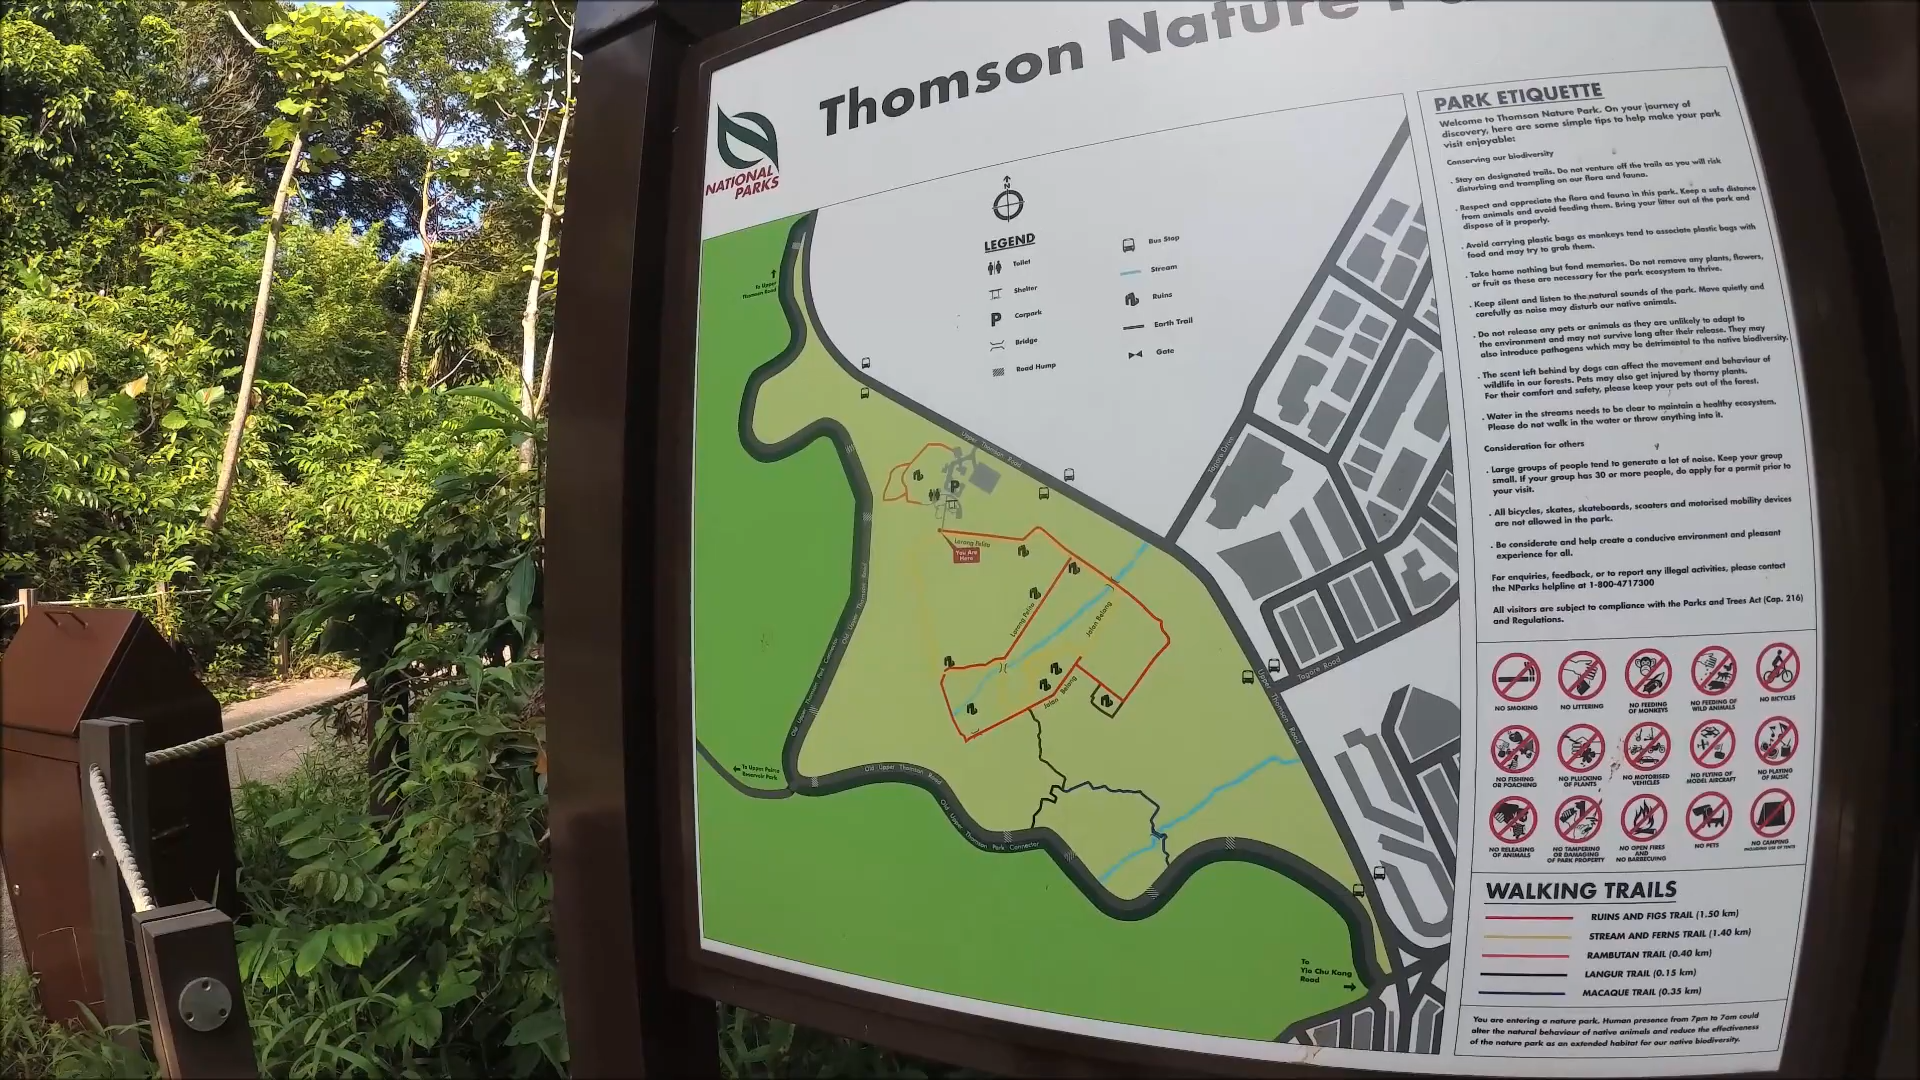 Thomson Nature
NATIONAL
PARKS
N
LEGEND
Toilet
Shelter
P
Carpark
Bridge
Road Hump
Bus Stop
Stream
Ruins
Earth Trail
Gate
To Upper
Thomson Road
Upper Thomson Road
Tagore Drive
P
Lorong Pelita
You Are
Here
Lorong Pelita
Jalan Belang
Jalan Belang
Old Upper Thomson Road
Old Upper Thomson Park Connector
Upper Thomson Road
Tagore Road
To Upper Peirce
Reservoir Park
Old Upper Thomson Road
Old Upper Thomson Park Connector
To
Yio Chu Kang
Road
PARK ETIQUETTE
Welcome to Thomson Nature Park. On your journey of
discovery, here are some simple tips to help make your park
visit enjoyable:
Conserving our biodiversity
. Stay on designated trails. Do not venture off the trails as you will risk
disturbing and trampling on our flora and fauna.
. Respect and appreciate the flora and fauna in this park. Keep a safe distance
from animals and avoid feeding them. Bring your litter out of the park and
dispose of it properly.
. Avoid carrying plastic bags as monkeys tend to associate plastic bags with
food and may try to grab them.
. Take home nothing but fond memories. Do not remove any plants, flowers,
or fruit as these are necessary for the park ecosystem to thrive.
. Keep silent and listen to the natural sounds of the park. Move quietly and
carefully as noise may disturb our native animals.
. Do not release any pets or animals as they are unlikely to adapt to
the environment and may not survive long after their release. They may
also introduce pathogens which may be detrimental to the native biodiversity.
. The scent left behind by dogs can affect the movement and behaviour of
wildlife in our forests. Pets may also get injured by thorny plants.
For their comfort and safety, please keep your pets out of the forest.
. Water in the streams needs to be clear to maintain a healthy ecosystem.
Please do not walk in the water or throw anything into it.
Consideration for others
. Large groups of people tend to generate a lot of noise. Keep your group
small. If your group has 30 or more people, do apply for a permit prior to
your visit.
. All bicycles, skates, skateboards, scooters and motorised mobility devices
are not allowed in the park.
. Be considerate and help create a conducive environment and pleasant
experience for all.
For enquiries, feedback, or to report any illegal activities, please contact
the NParks helpline at 1-800-4717300
All visitors are subject to compliance with the Parks and Trees Act (Cap. 216)
and Regulations.
NO SMOKING
NO LITTERING
NO FEEDING
OF MONKEYS
NO FEEDING OF
WILD ANIMALS
NO BICYCLES
NO FISHING
OR POACHING
NO PLUCKING
OF PLANTS
NO MOTORISED
VEHICLES
NO FLYING OF
MODEL AIRCRAFT
NO PLAYING
OF MUSIC
NO RELEASING
OF ANIMALS
NO TAMPERING
OR DAMAGING
OF PARK PROPERTY
NO OPEN FIRES
AND
NO BARBECUING
NO PETS
NO CAMPING
WALKING TRAILS
RUINS AND FIGS TRAIL (1.50 km)
STREAM AND FERNS TRAIL (1.40 km)
RAMBUTAN TRAIL (0.40 km)
LANGUR TRAIL (0.15 km)
MACAQUE TRAIL (0.35 km)
You are entering a nature park. Human presence from 7pm to 7am could
alter the natural behaviour of native animals and reduce the effectiveness
of the nature park as an extended habitat for our native biodiversity.